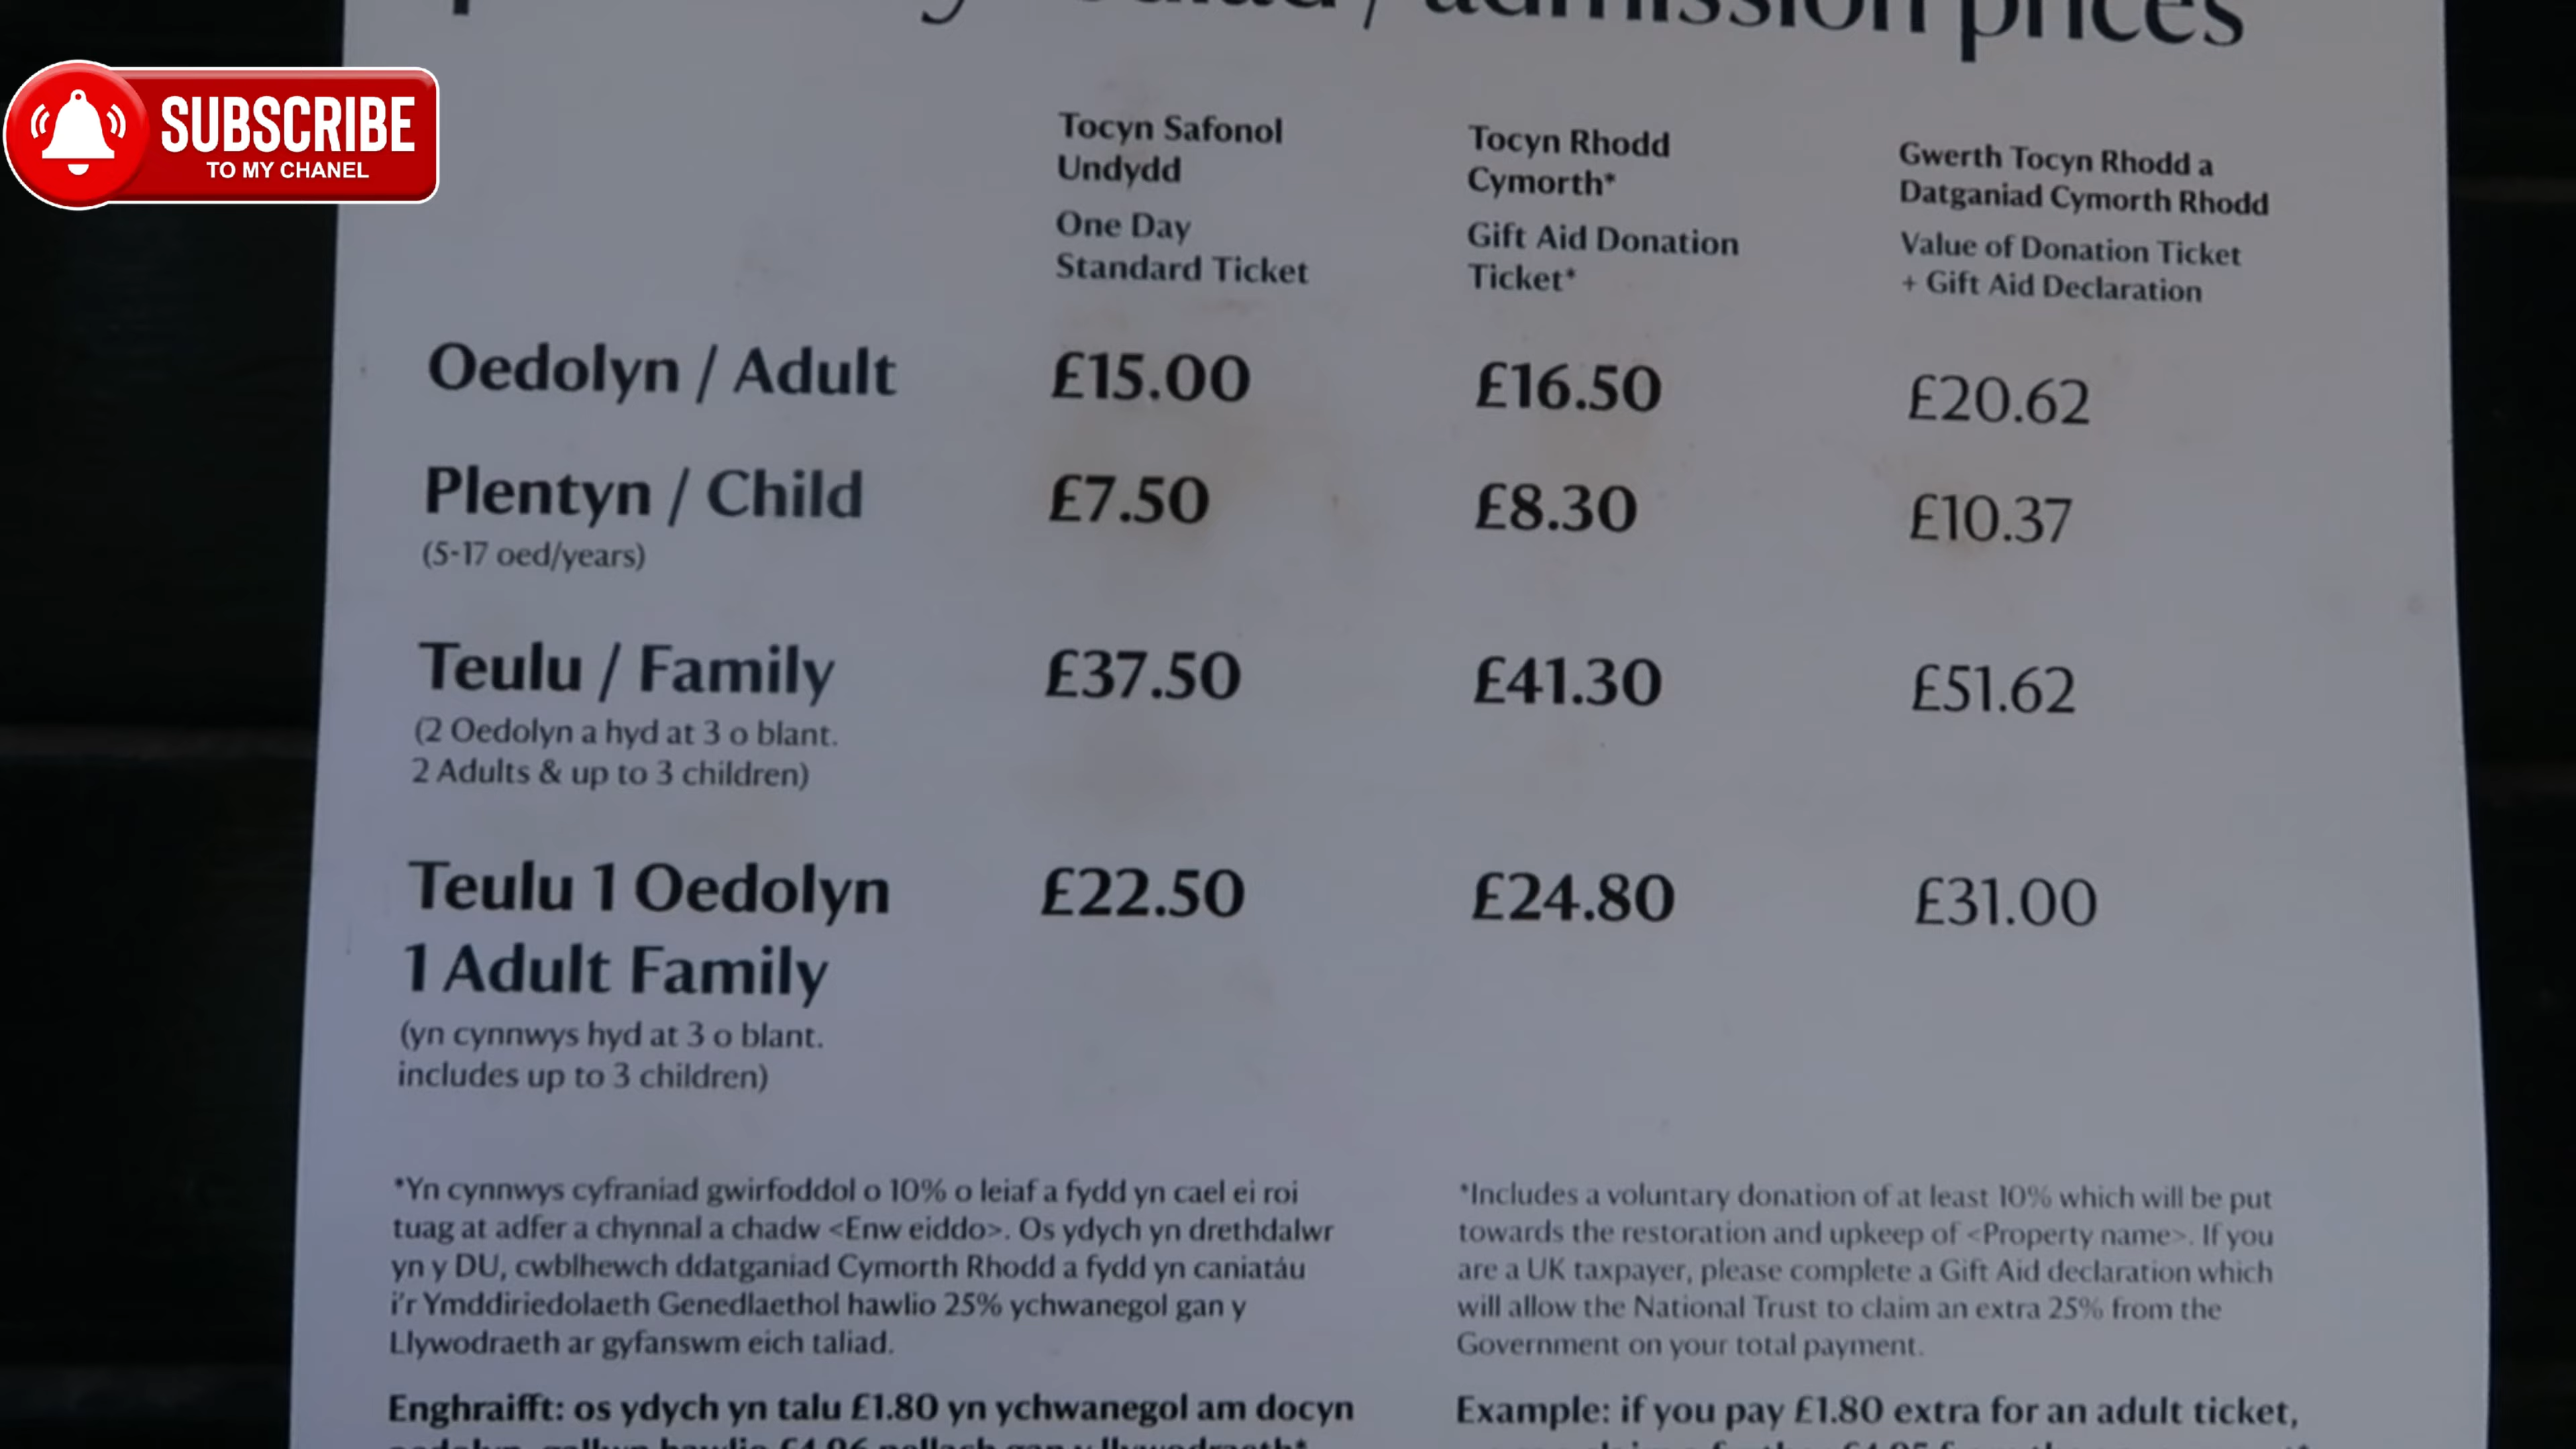 admission prices
SUBSCRIBE
TO MY CHANEL
Tocyn Safonol
Undydd
One Day
Standard Ticket
Tocyn Rhodd
Cymorth*
Gift Aid Donation
Ticket*
Gwerth Tocyn Rhodd a
Datganiad Cymorth Rhodd
Value of Donation Ticket
+ Gift Aid Declaration
Oedolyn / Adult £15.00 £16.50 £20.62
Plentyn / Child £7.50 £8.30 £10.37
(5-17 oed/years)
Teulu / Family £37.50 £41.30 £51.62
(2 Oedolyn a hyd at 3 o blant.
2 Adults & up to 3 children)
Teulu 1 Oedolyn £22.50 £24.80 £31.00
1 Adult Family
(yn cynnwys hyd at 3 o blant.
includes up to 3 children)
*Yn cynnwys cyfraniad gwirfoddol o 10% o leiaf a fydd yn cael ei roi
tuag at adfer a chynnal a chadw <Enw eiddo>. Os ydych yn drethdalwr
yn y DU, cwblhewch ddatganiad Cymorth Rhodd a fydd yn caniatáu
i'r Ymddiriedolaeth Genedlaethol hawlio 25% ychwanegol gan y
Llywodraeth ar gyfanswm eich taliad.
Enghraifft: os ydych yn talu £1.80 yn ychwanegol am docyn
*Includes a voluntary donation of at least 10% which will be put
towards the restoration and upkeep of <Property name>. If you
are a UK taxpayer, please complete a Gift Aid declaration which
will allow the National Trust to claim an extra 25% from the
Government on your total payment.
Example: if you pay £1.80 extra for an adult ticket,